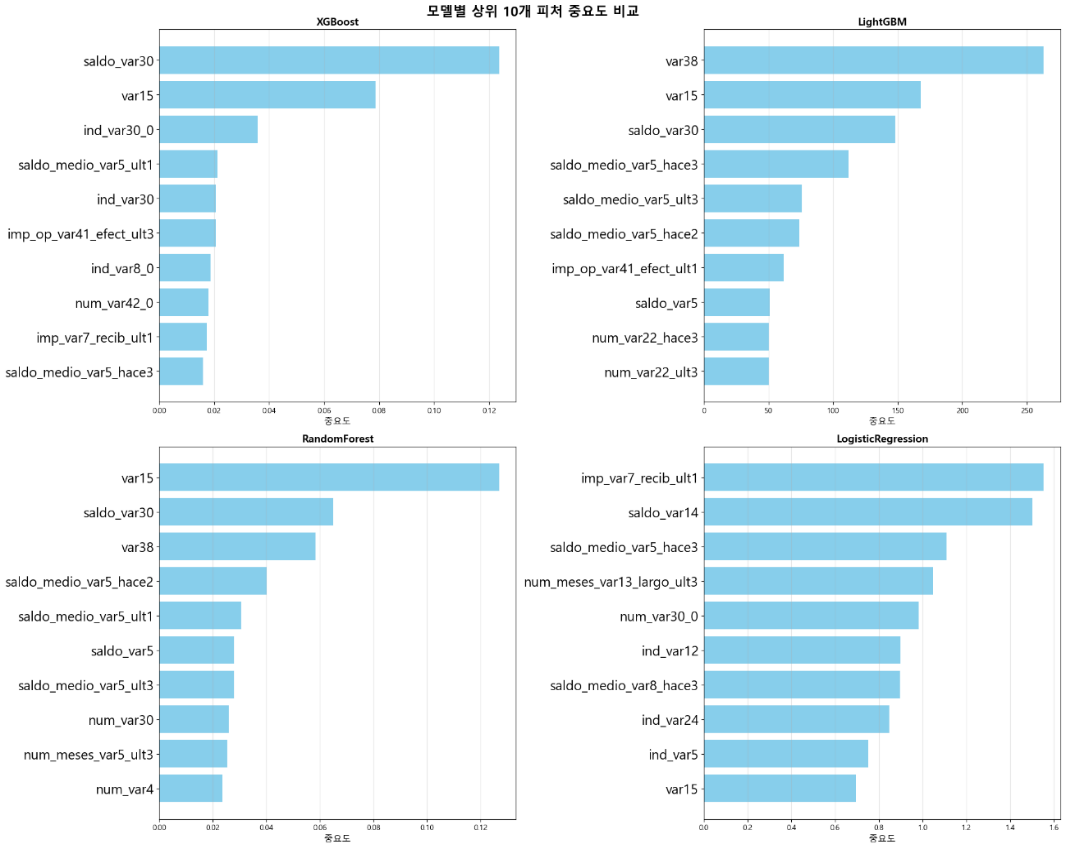 모델별 상위 10개 피처 중요도 비교
XGBoost
saldo_var30
var15
ind_var30_0
saldo_medio_var5_ult1
ind_var30
imp_op_var41_efect_ult3
ind_var8_0
num_var42_0
imp_var7_recib_ult1
saldo_medio_var5_hace3
0.00 0.02 0.04 0.06 0.08 0.10 0.12
중요도
LightGBM
var38
var15
saldo_var30
saldo_medio_var5_hace3
saldo_medio_var5_ult3
saldo_medio_var5_hace2
imp_op_var41_efect_ult1
saldo_var5
num_var22_hace3
num_var22_ult3
0 50 100 150 200 250
중요도
RandomForest
var15
saldo_var30
var38
saldo_medio_var5_hace2
saldo_medio_var5_ult1
saldo_var5
saldo_medio_var5_ult3
num_var30
num_meses_var5_ult3
num_var4
0.00 0.02 0.04 0.06 0.08 0.10 0.12
중요도
LogisticRegression
imp_var7_recib_ult1
saldo_var14
saldo_medio_var5_hace3
num_meses_var13_largo_ult3
num_var30_0
ind_var12
saldo_medio_var8_hace3
ind_var24
ind_var5
var15
0.0 0.2 0.4 0.6 0.8 1.0 1.2 1.4 1.6
중요도